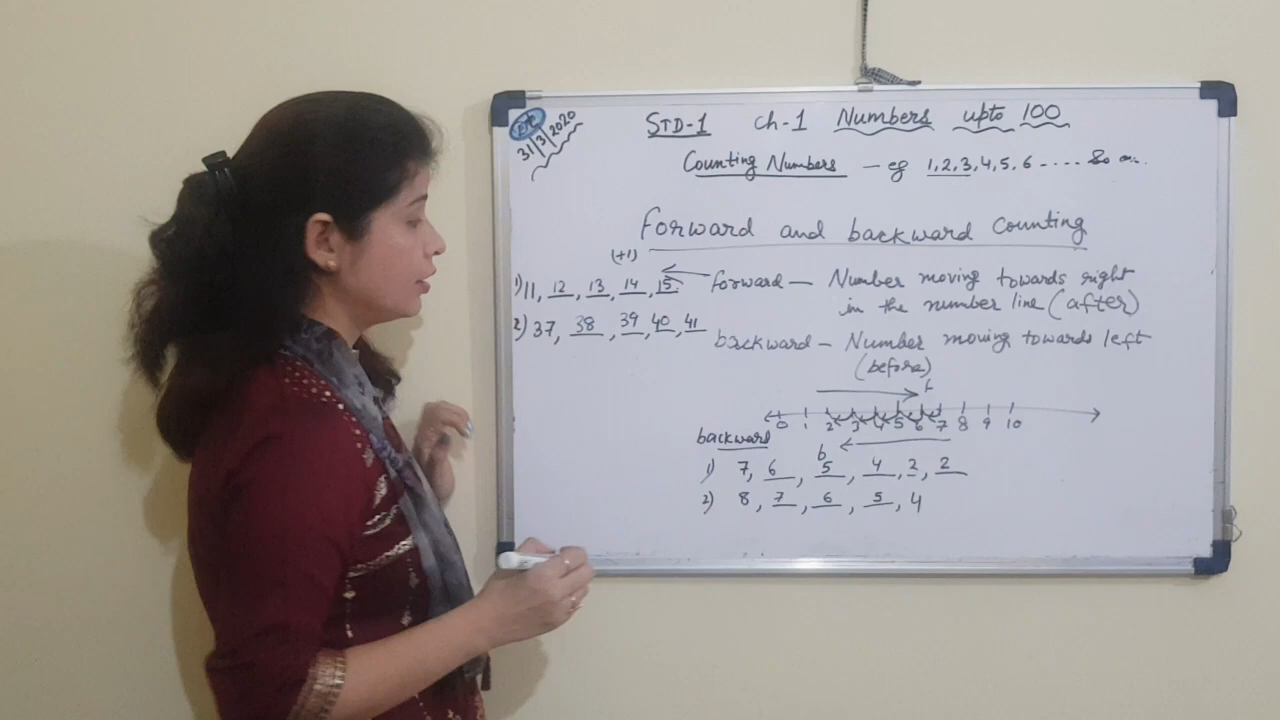 31/3/2020
STD-1 Ch-1 Numbers upto 100
Counting Numbers – eg 1, 2, 3, 4, 5, 6 ---- So on..
Forward and backward Counting
(+1)
1) 11, 12, 13, 14, 15
2) 37, 38, 39, 40, 41
forward – Number moving towards right
in the number line (after)
backward – Number moving towards left
(before)
f
0 1 2 3 4 5 6 7 8 9 10
b
backward
1) 7, 6, 5, 4, 3, 2
2) 8, 7, 6, 5, 4